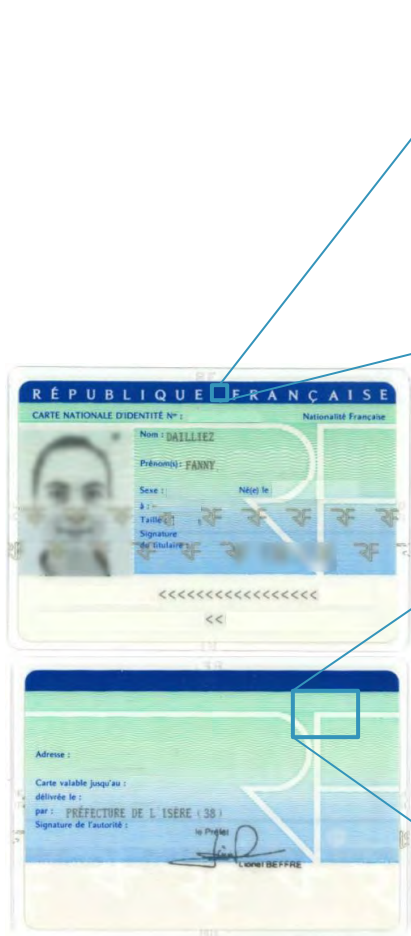 RÉPUBLIQUE FRANÇAISE
CARTE NATIONALE D'IDENTITÉ N° : Nationalité Française
Nom : DAILLIEZ
Prénom(s) : FANNY
Sexe : Né(e) le
à :
Taille :
Signature
du titulaire :
<<<<<<<<<<<<<<<<<<
<<
Adresse :
Carte valable jusqu'au :
délivrée le :
par : PRÉFECTURE DE L ISÈRE (38)
Signature de l'autorité :
le Préfet
Lionel BEFFRE